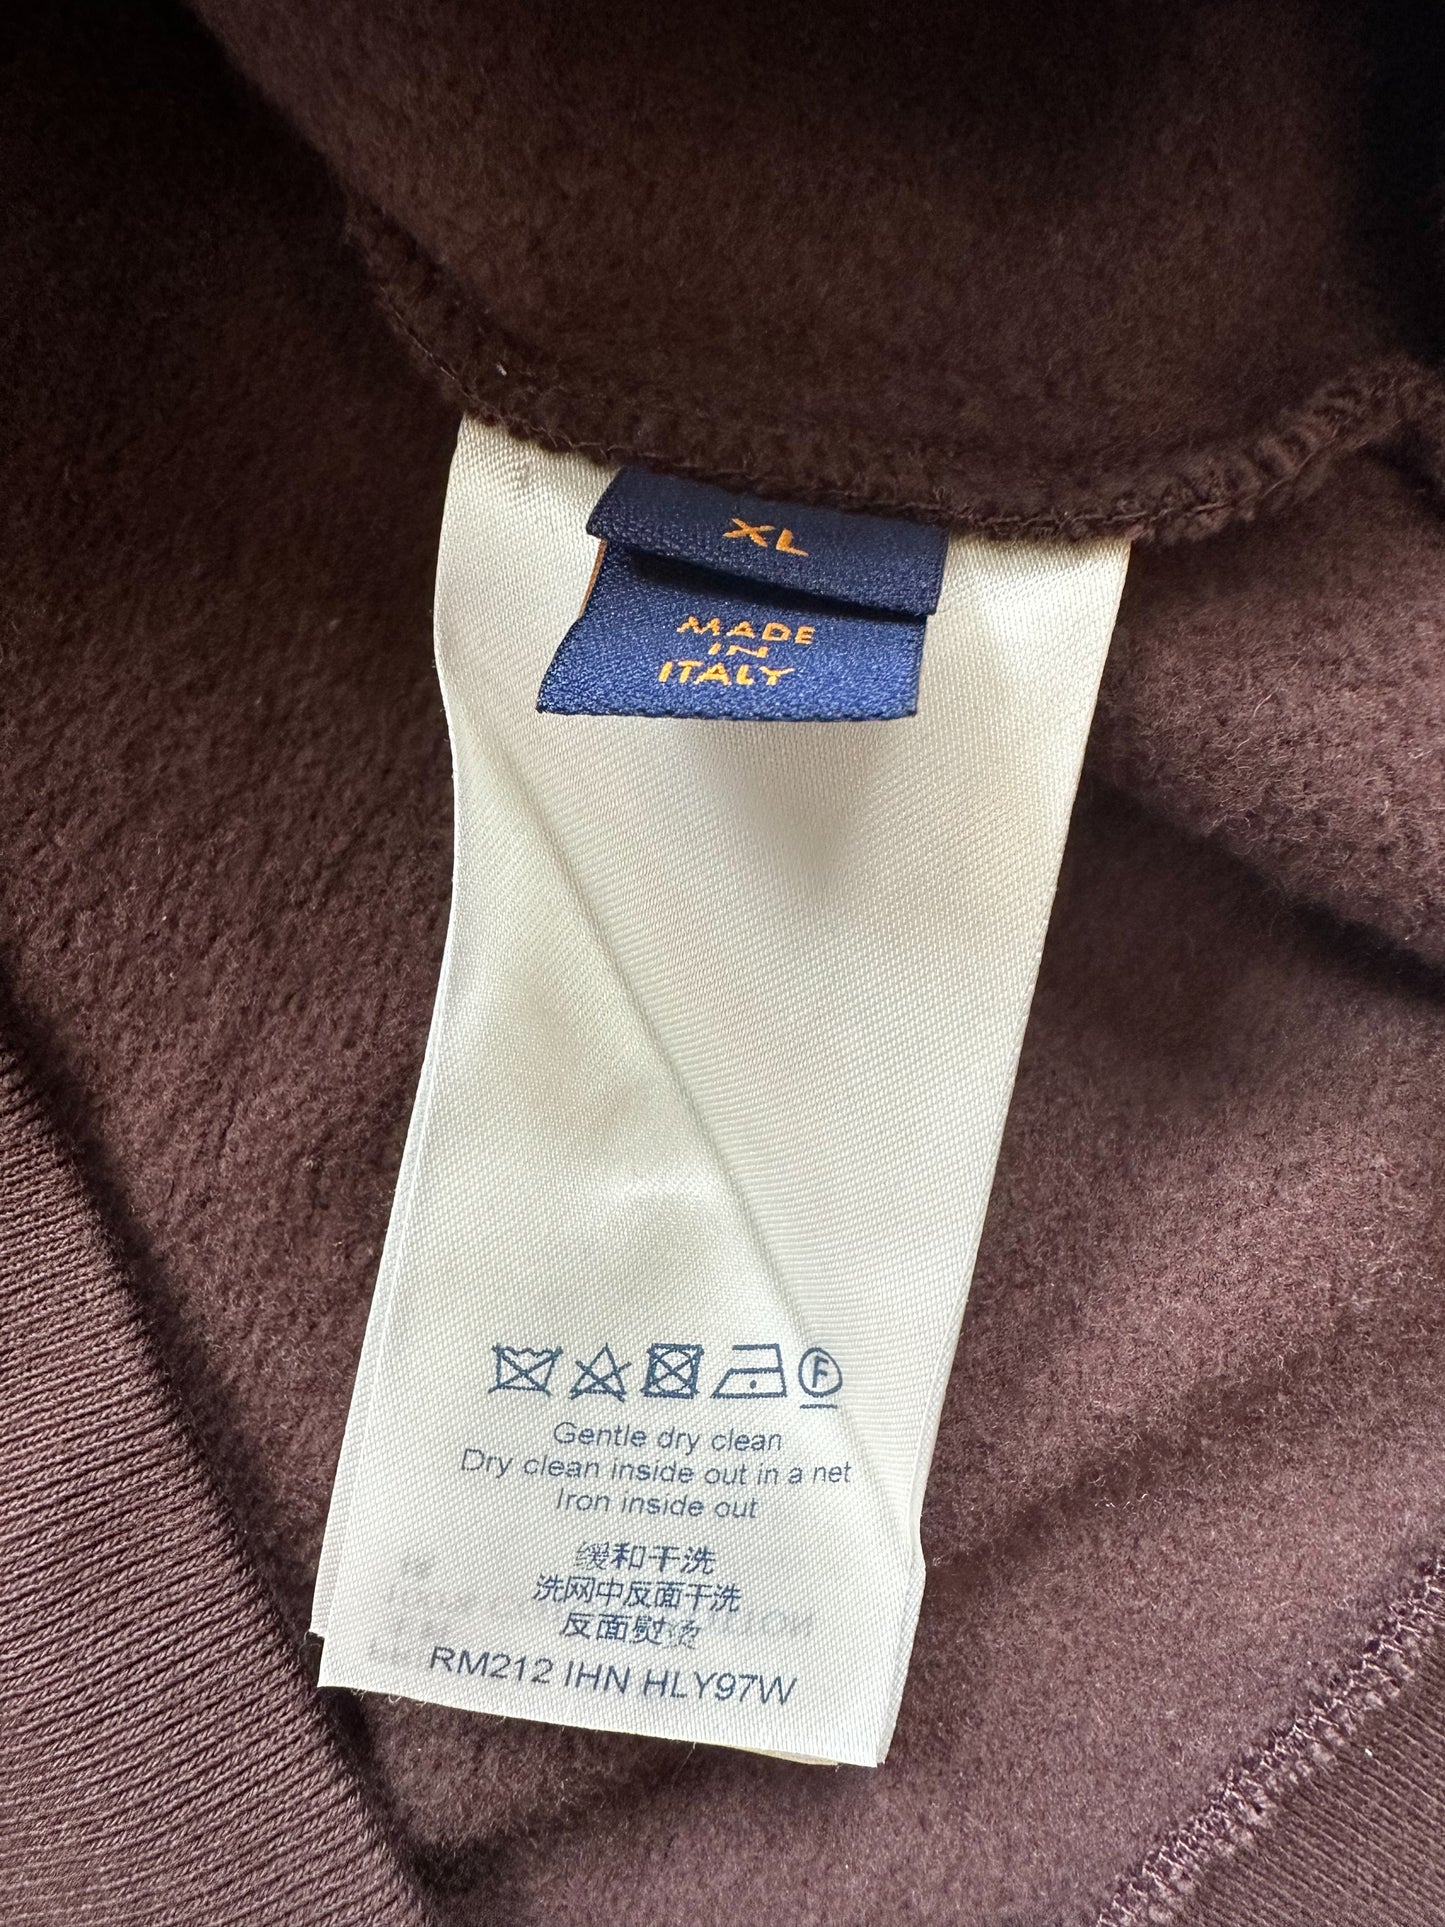 XL
MADE
IN
ITALY
F
Gentle dry clean
Dry clean inside out in a net
Iron inside out
缓和干洗
洗网中反面干洗
反面熨烫
RM212 IHN HLY97W